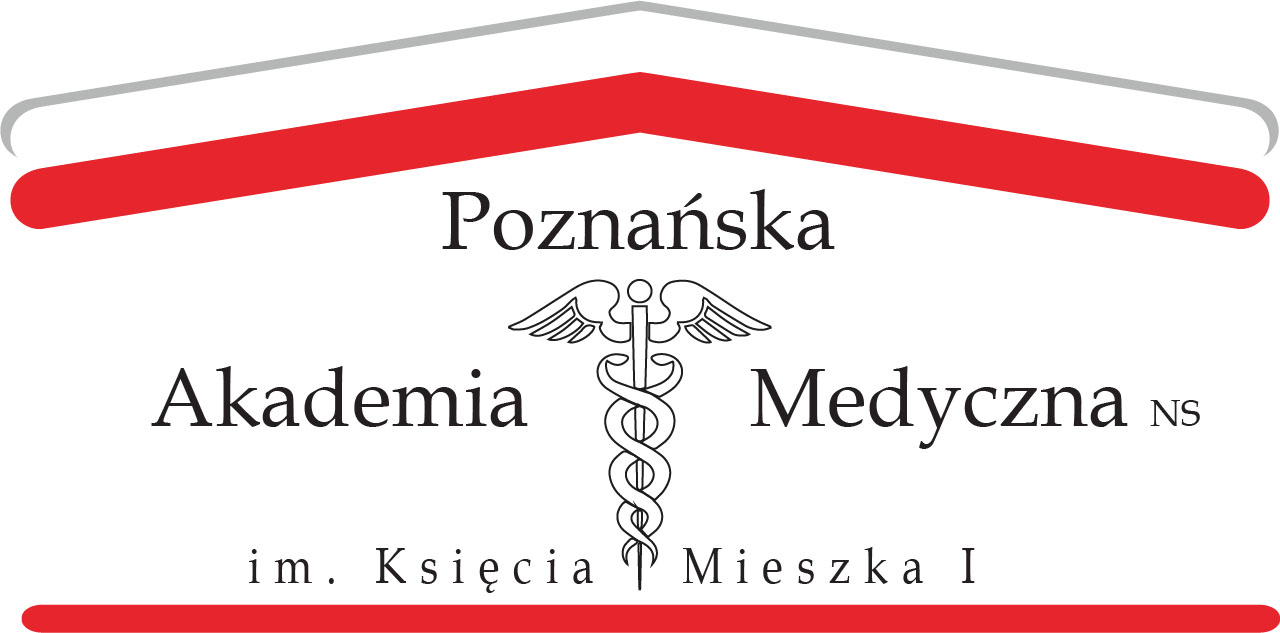 Poznańska
Akademia Medyczna NS
im. Księcia Mieszka I